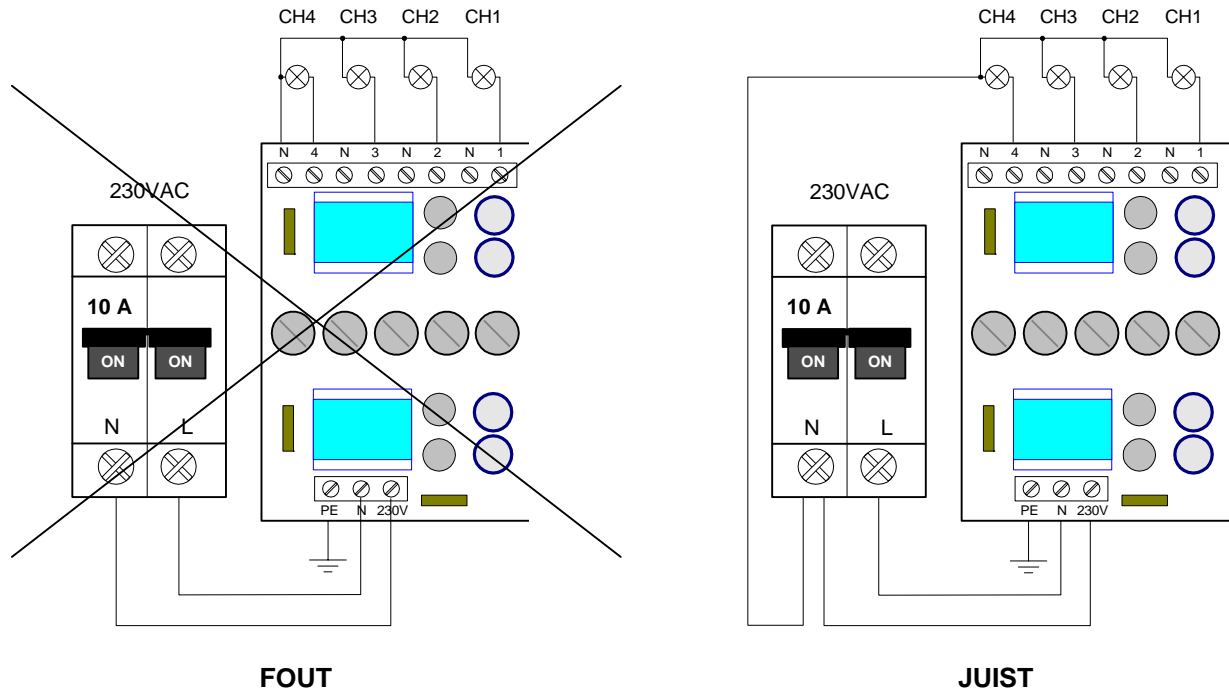 CH4 CH3 CH2 CH1
N 4 N 3 N 2 N 1
230VAC
10 A
ON ON
N L
PE N 230V
FOUT
CH4 CH3 CH2 CH1
N 4 N 3 N 2 N 1
230VAC
10 A
ON ON
N L
PE N 230V
JUIST